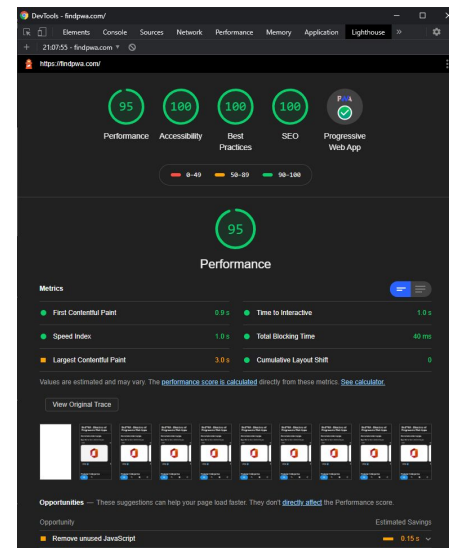 DevTools - findpwa.com/
Elements Console Sources Network Performance Memory Application Lighthouse »
+ 21:07:55 - findpwa.com
https://findpwa.com/
95 100 100 100 PWA
Performance Accessibility Best Practices SEO Progressive Web App
0-49 50-89 90-100
95
Performance
Metrics
First Contentful Paint 0.9 s Time to Interactive 1.0 s
Speed Index 1.0 s Total Blocking Time 40 ms
Largest Contentful Paint 3.0 s Cumulative Layout Shift 0
Values are estimated and may vary. The performance score is calculated directly from these metrics. See calculator.
View Original Trace
Opportunities — These suggestions can help your page load faster. They don't directly affect the Performance score.
Opportunity Estimated Savings
Remove unused JavaScript 0.15 s